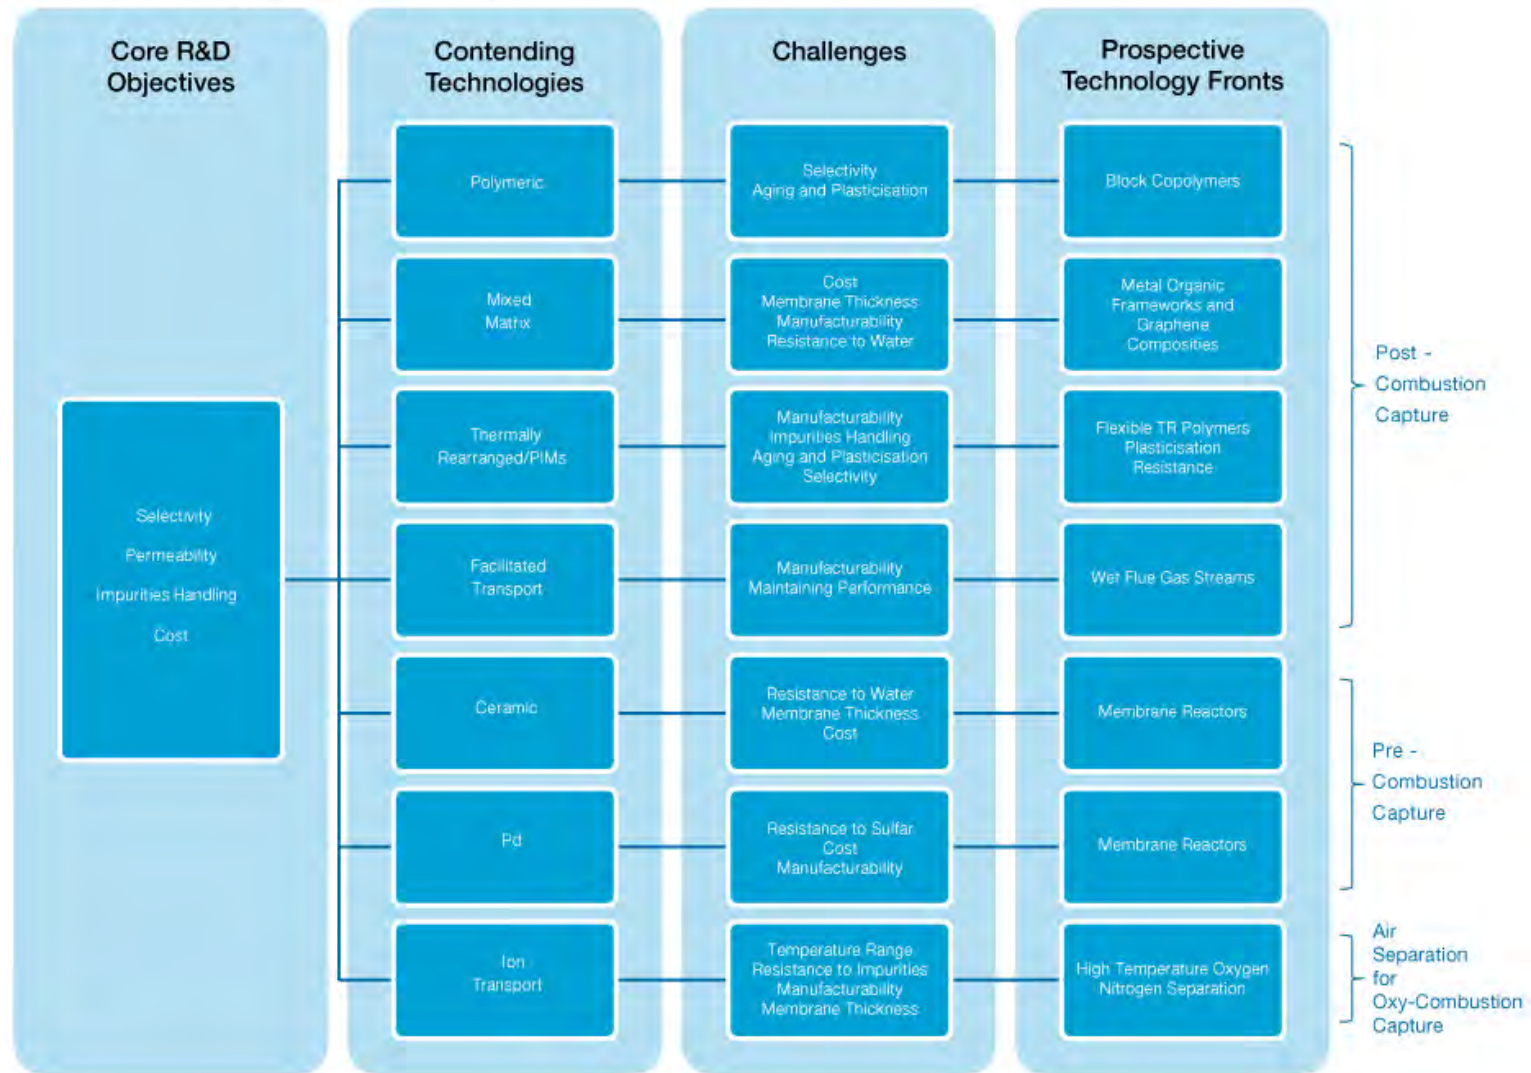 Core R&D
Objectives
Contending
Technologies
Challenges
Prospective
Technology Fronts
Selectivity
Permeability
Impurities Handling
Cost
Polymeric
Selectivity
Aging and Plasticisation
Block Copolymers
Mixed
Matrix
Cost
Membrane Thickness
Manufacturability
Resistance to Water
Metal Organic
Frameworks and
Graphene
Composities
Thermally
Rearranged/PIMs
Manufacturability
Impurities Handling
Aging and Plasticisation
Selectivity
Flexible TR Polymers
Plasticisation
Resistance
Facilitated
Transport
Manufacturability
Maintaining Performance
Wet Flue Gas Streams
Post -
Combustion
Capture
Ceramic
Resistance to Water
Membrane Thickness
Cost
Membrane Reactors
Pd
Resistance to Sulfar
Cost
Manufacturability
Membrane Reactors
Pre -
Combustion
Capture
Ion
Transport
Temperature Range
Resistance to Impurities
Manufacturability
Membrane Thickness
High Temperature Oxygen
Nitrogen Separation
Air
Separation
for
Oxy-Combustion
Capture